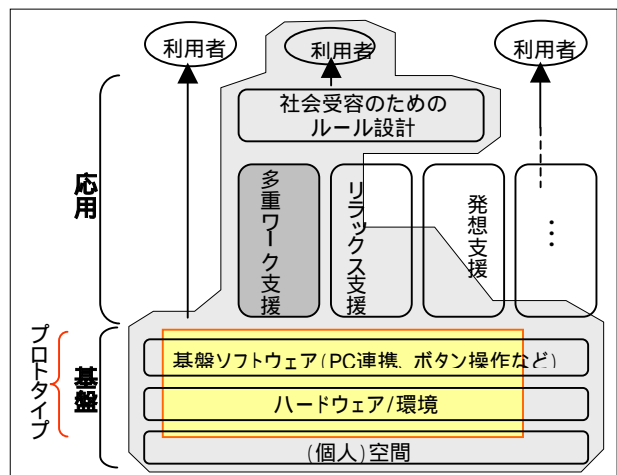 利用者
利用者
利用者
社会受容のための
ルール設計
応用
多重ワーク支援
リラックス支援
発想支援
…
プロトタイプ
基盤
基盤ソフトウェア(PC連携、ボタン操作など)
ハードウェア/環境
(個人)空間